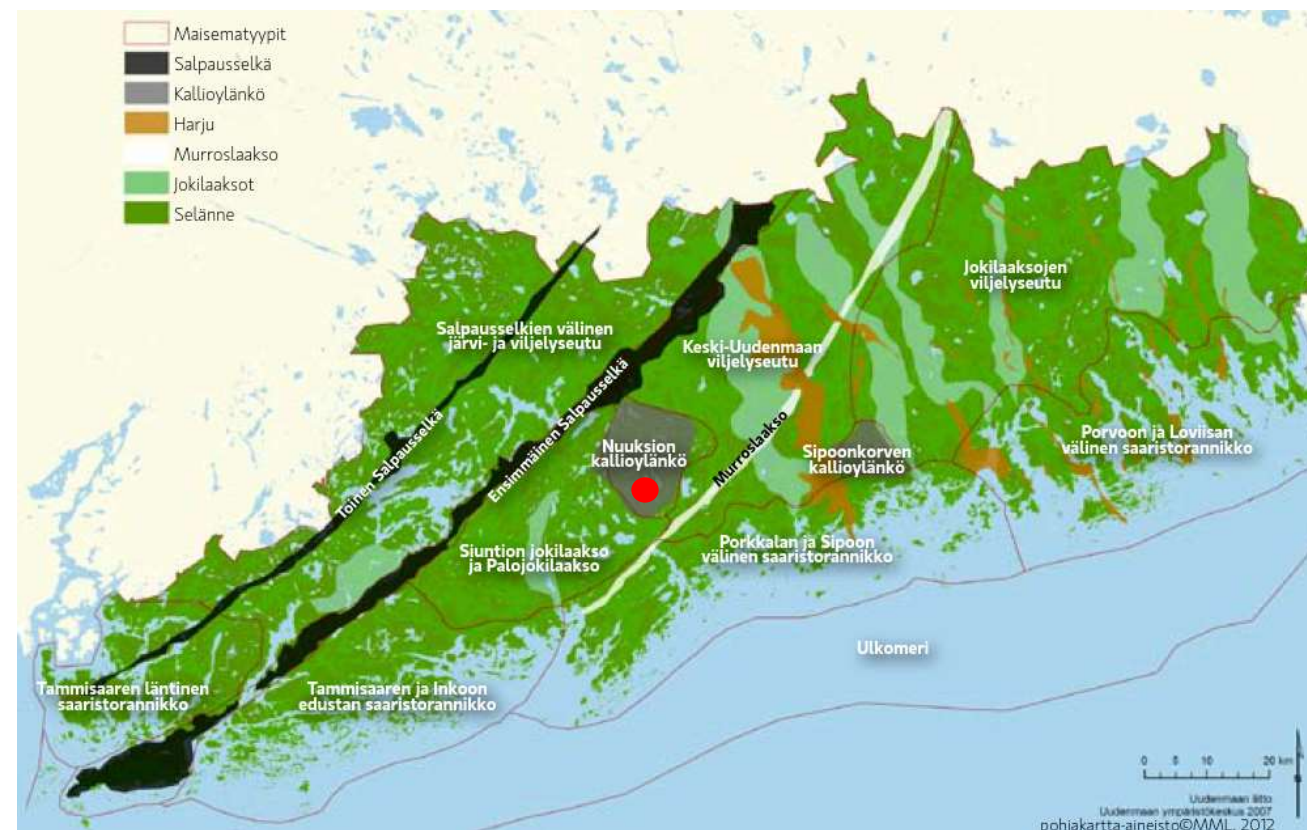 Maisematyypit
Salpausselkä
Kallioylänkö
Harju
Murroslaakso
Jokilaaksot
Selänne
Jokilaaksojen
viljelyseutu
Salpausselkien välinen
järvi- ja viljelyseutu
Keski-Uudenmaan
viljelyseutu
Toinen Salpausselkä
Ensimmäinen Salpausselkä
Murroslaakso
Nuuksion
kallioylänkö
Sipoonkorven
kallioylänkö
Porvoon ja Loviisan
välinen saaristorannikko
Siuntion jokilaakso
ja Palojokilaakso
Porkkalan ja Sipoon
välinen saaristorannikko
Ulkomeri
Tammisaaren läntinen
saaristorannikko
Tammisaaren ja Inkoon
edustan saaristorannikko
0 5 10 20 km
Uudenmaan liitto
Uudenmaan ympäristökeskus 2007
pohjakartta-aineisto©MML, 2012